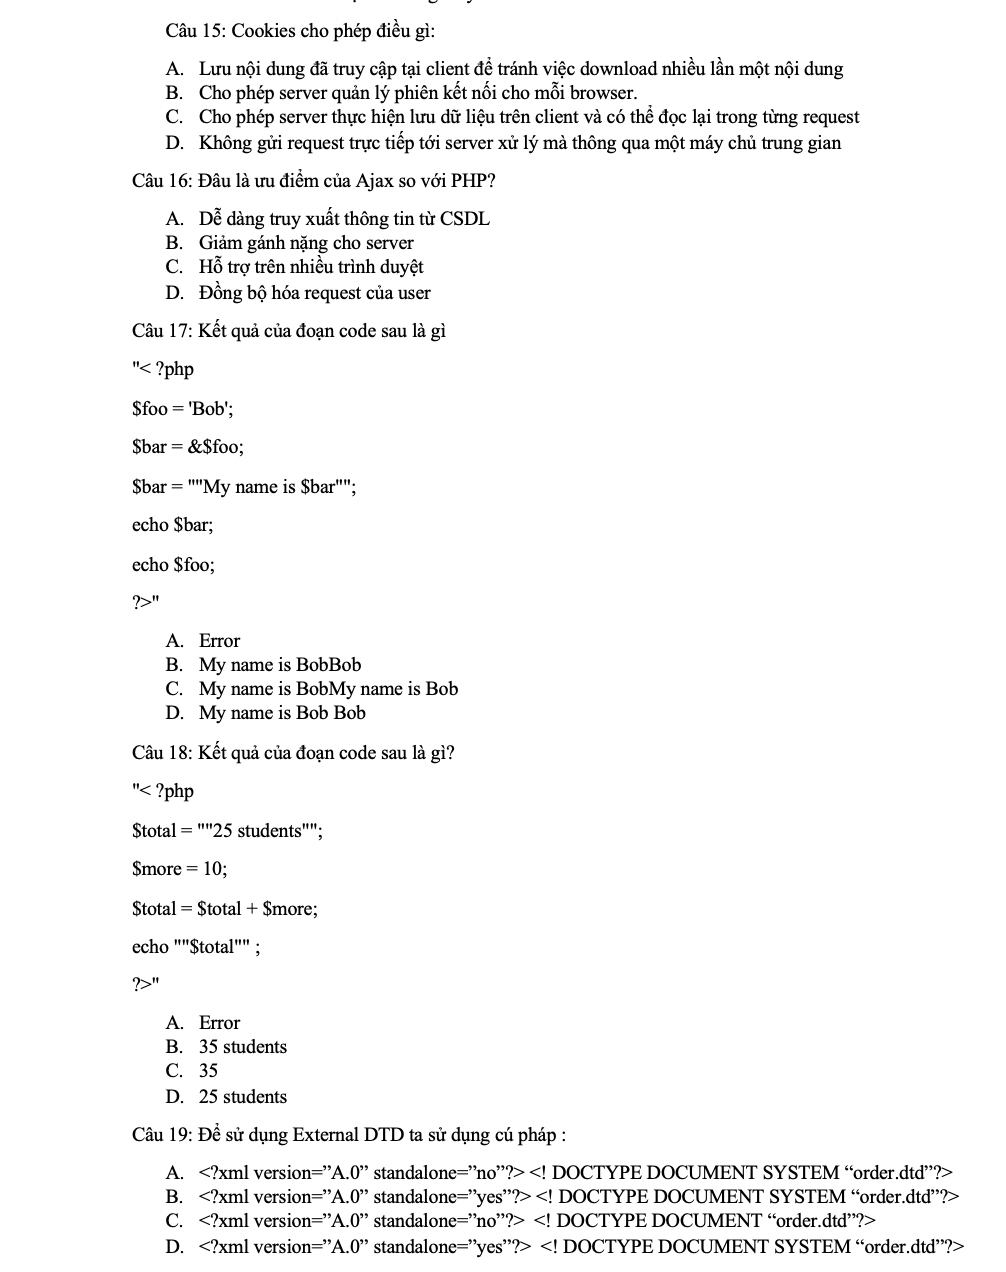 Câu 15: Cookies cho phép điều gì:
A. Lưu nội dung đã truy cập tại client để tránh việc download nhiều lần một nội dung
B. Cho phép server quản lý phiên kết nối cho mỗi browser.
C. Cho phép server thực hiện lưu dữ liệu trên client và có thể đọc lại trong từng request
D. Không gửi request trực tiếp tới server xử lý mà thông qua một máy chủ trung gian
Câu 16: Đâu là ưu điểm của Ajax so với PHP?
A. Dễ dàng truy xuất thông tin từ CSDL
B. Giảm gánh nặng cho server
C. Hỗ trợ trên nhiều trình duyệt
D. Đồng bộ hóa request của user
Câu 17: Kết quả của đoạn code sau là gì
"< ?php
$foo = 'Bob';
$bar = &$foo;
$bar = ""My name is $bar"";
echo $bar;
echo $foo;
?>"
A. Error
B. My name is BobBob
C. My name is BobMy name is Bob
D. My name is Bob Bob
Câu 18: Kết quả của đoạn code sau là gì?
"< ?php
$total = ""25 students"";
$more = 10;
$total = $total + $more;
echo ""$total"" ;
?>"
A. Error
B. 35 students
C. 35
D. 25 students
Câu 19: Để sử dụng External DTD ta sử dụng cú pháp :
A. <?xml version=”A.0” standalone=”no”?> <! DOCTYPE DOCUMENT SYSTEM “order.dtd”?>
B. <?xml version=”A.0” standalone=”yes”?> <! DOCTYPE DOCUMENT SYSTEM “order.dtd”?>
C. <?xml version=”A.0” standalone=”no”?> <! DOCTYPE DOCUMENT “order.dtd”?>
D. <?xml version=”A.0” standalone=”yes”?> <! DOCTYPE DOCUMENT SYSTEM “order.dtd”?>